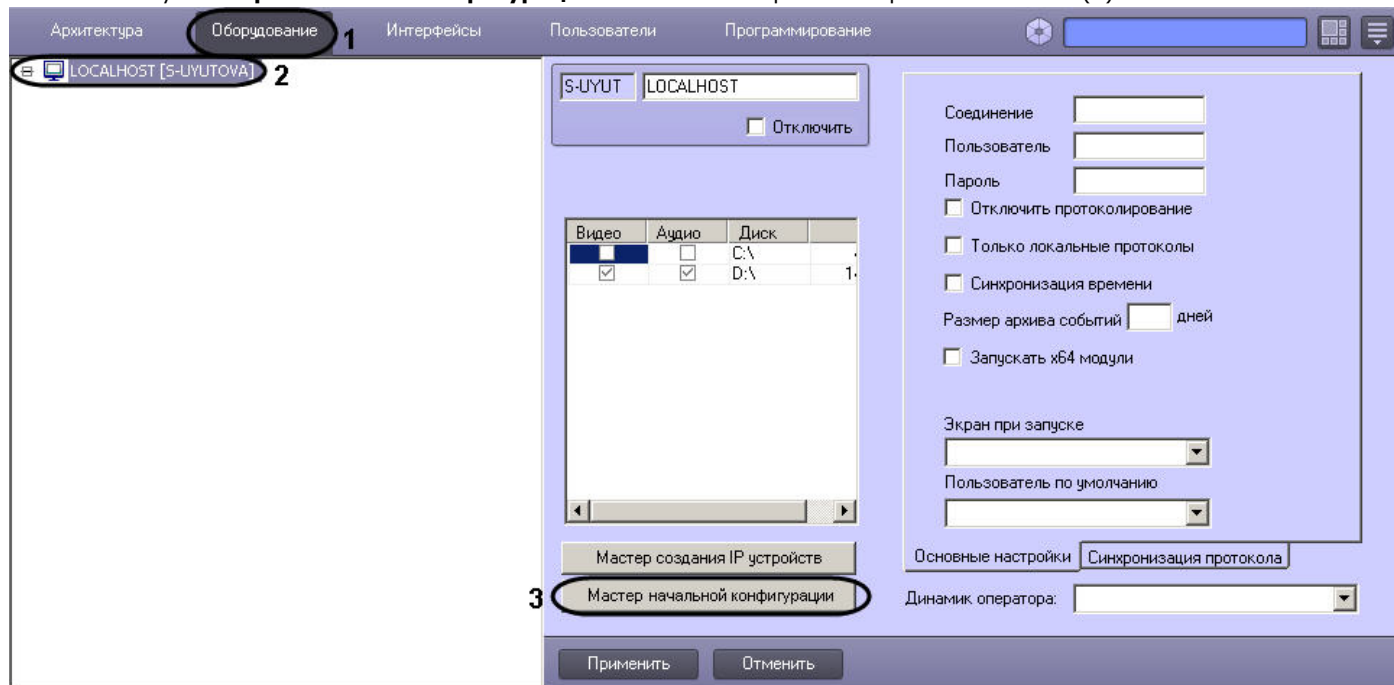 Архитектура Оборудование 1 Интерфейсы Пользователи Программирование
LOCALHOST [S-UYUTOVA] 2
S-UYUT LOCALHOST
Отключить
Видео Аудио Диск
C:\
D:\ 1
Мастер создания IP устройств
3 Мастер начальной конфигурации
Соединение
Пользователь
Пароль
Отключить протоколирование
Только локальные протоколы
Синхронизация времени
Размер архива событий дней
Запускать x64 модули
Экран при запуске
Пользователь по умолчанию
Основные настройки Синхронизация протокола
Динамик оператора:
Применить Отменить